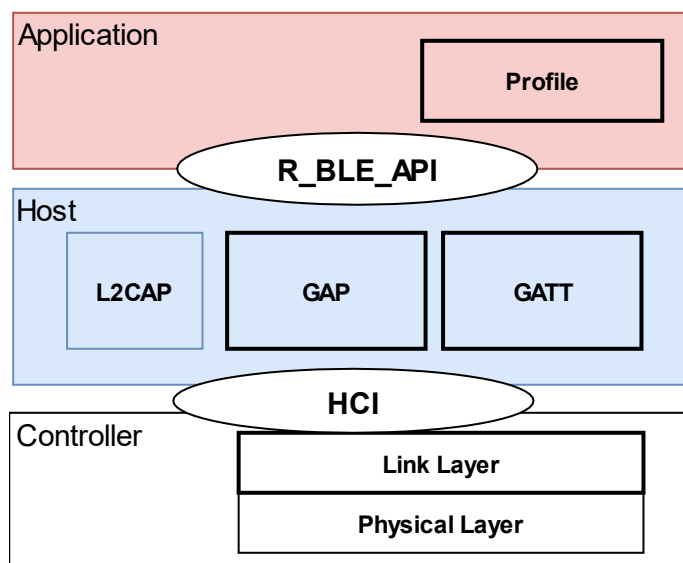 Application
Profile
R_BLE_API
Host
L2CAP
GAP
GATT
HCI
Controller
Link Layer
Physical Layer